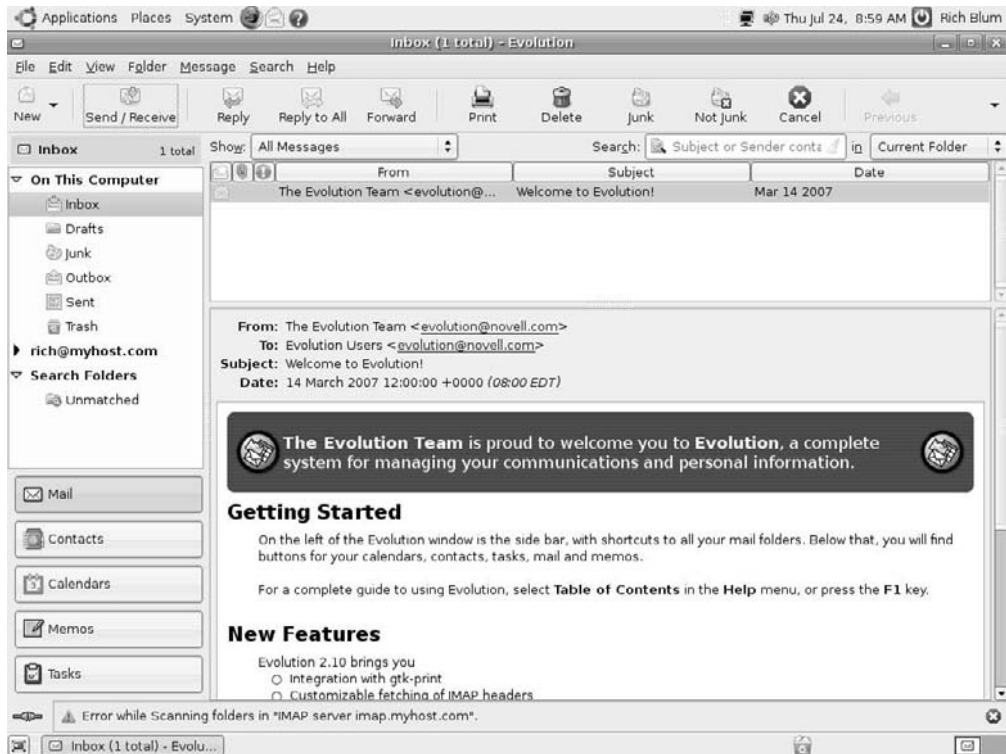 Applications Places System Thu Jul 24, 8:59 AM Rich Blum
Inbox (1 total) - Evolution
File Edit View Folder Message Search Help
New Send / Receive Reply Reply to All Forward Print Delete Junk Not Junk Cancel Previous
Inbox 1 total
Show: All Messages Search: Subject or Sender conta in Current Folder
On This Computer
Inbox
Drafts
Junk
Outbox
Sent
Trash
rich@myhost.com
Search Folders
Unmatched
Mail
Contacts
Calendars
Memos
Tasks
From Subject Date
The Evolution Team <evolution@... Welcome to Evolution! Mar 14 2007
From: The Evolution Team <evolution@novell.com>
To: Evolution Users <evolution@novell.com>
Subject: Welcome to Evolution!
Date: 14 March 2007 12:00:00 +0000 (08:00 EDT)
The Evolution Team is proud to welcome you to Evolution, a complete
system for managing your communications and personal information.
Getting Started
On the left of the Evolution window is the side bar, with shortcuts to all your mail folders. Below that, you will find
buttons for your calendars, contacts, tasks, mail and memos.
For a complete guide to using Evolution, select Table of Contents in the Help menu, or press the F1 key.
New Features
Evolution 2.10 brings you
Integration with gtk-print
Customizable fetching of IMAP headers
Error while Scanning folders in "IMAP server imap.myhost.com".
Inbox (1 total) - Evolu...